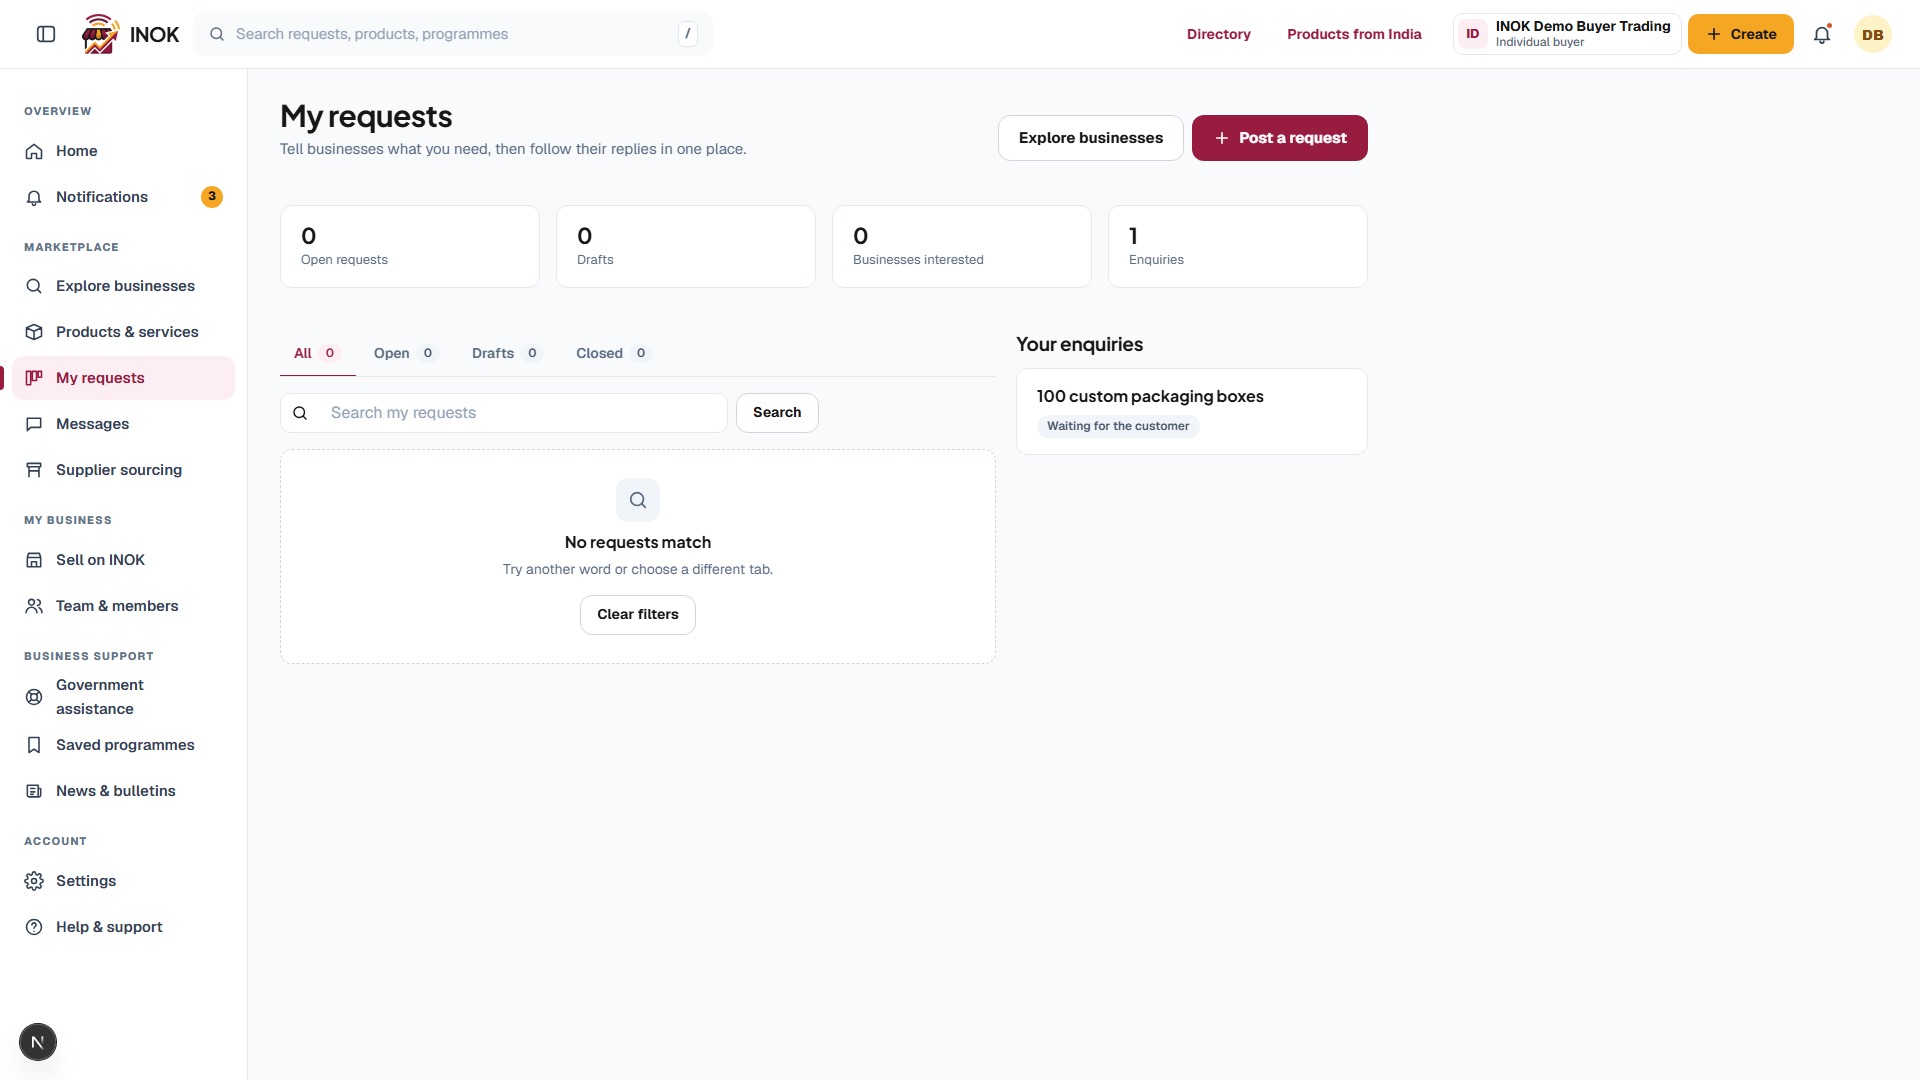 INOK
Search requests, products, programmes
/
Directory
Products from India
ID
INOK Demo Buyer Trading
Individual buyer
+ Create
DB
OVERVIEW
Home
Notifications
3
MARKETPLACE
Explore businesses
Products & services
My requests
Messages
Supplier sourcing
MY BUSINESS
Sell on INOK
Team & members
BUSINESS SUPPORT
Government
assistance
Saved programmes
News & bulletins
ACCOUNT
Settings
Help & support
N
My requests
Tell businesses what you need, then follow their replies in one place.
Explore businesses
+ Post a request
0
Open requests
0
Drafts
0
Businesses interested
1
Enquiries
All 0
Open 0
Drafts 0
Closed 0
Search my requests
Search
No requests match
Try another word or choose a different tab.
Clear filters
Your enquiries
100 custom packaging boxes
Waiting for the customer